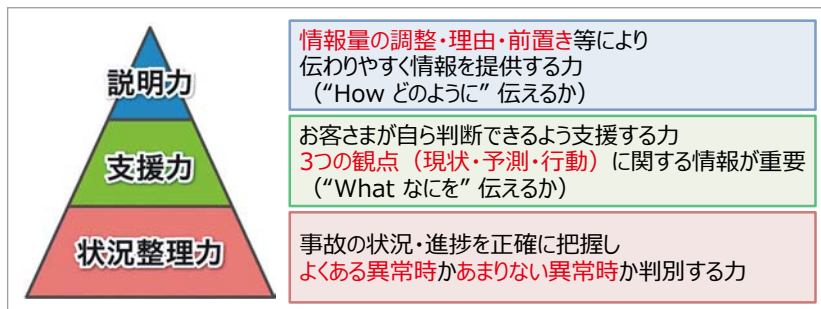 説明力
情報量の調整・理由・前置き等により
伝わりやすく情報を提供する力
（“How どのように” 伝えるか）
支援力
お客さまが自ら判断できるよう支援する力
3つの観点（現状・予測・行動）に関する情報が重要
（“What なにを” 伝えるか）
状況整理力
事故の状況・進捗を正確に把握し
よくある異常時かあまりない異常時か判別する力